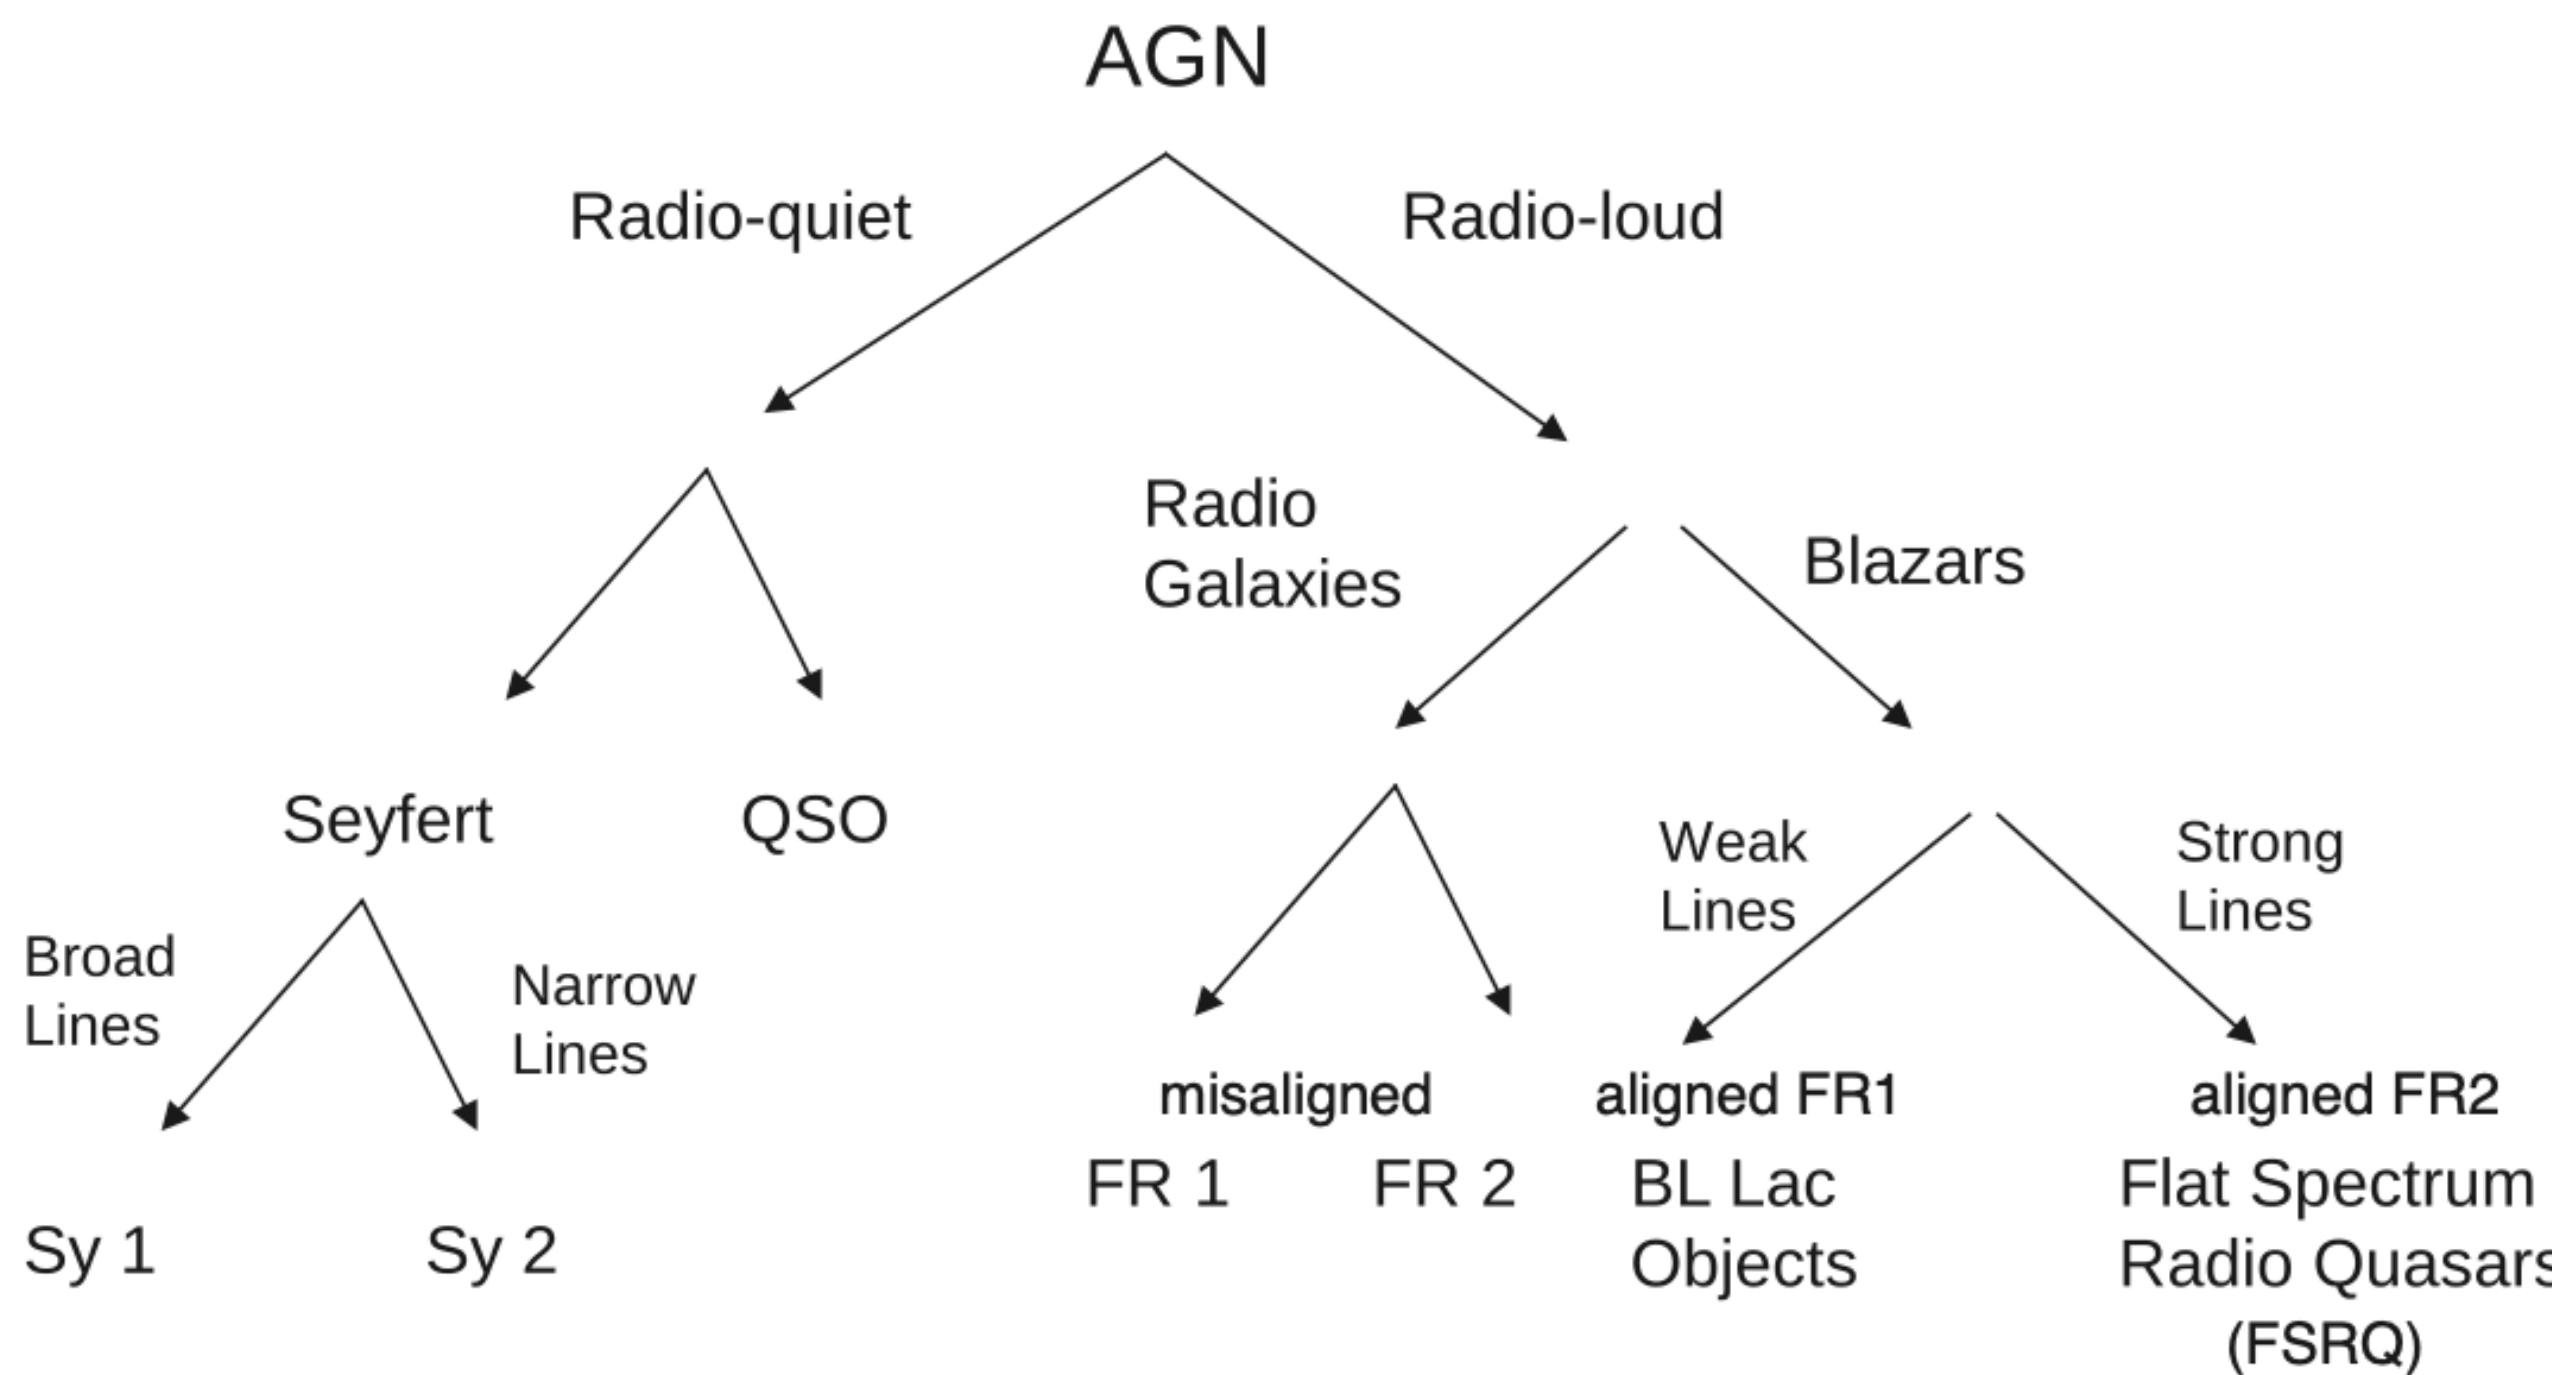 AGN
Radio-quiet
Radio-loud
Radio
Galaxies
Blazars
Seyfert
QSO
Weak
Lines
Strong
Lines
Broad
Lines
Narrow
Lines
misaligned
aligned FR1
aligned FR2
FR 1
FR 2
BL Lac
Objects
Flat Spectrum
Radio Quasars
(FSRQ)
Sy 1
Sy 2